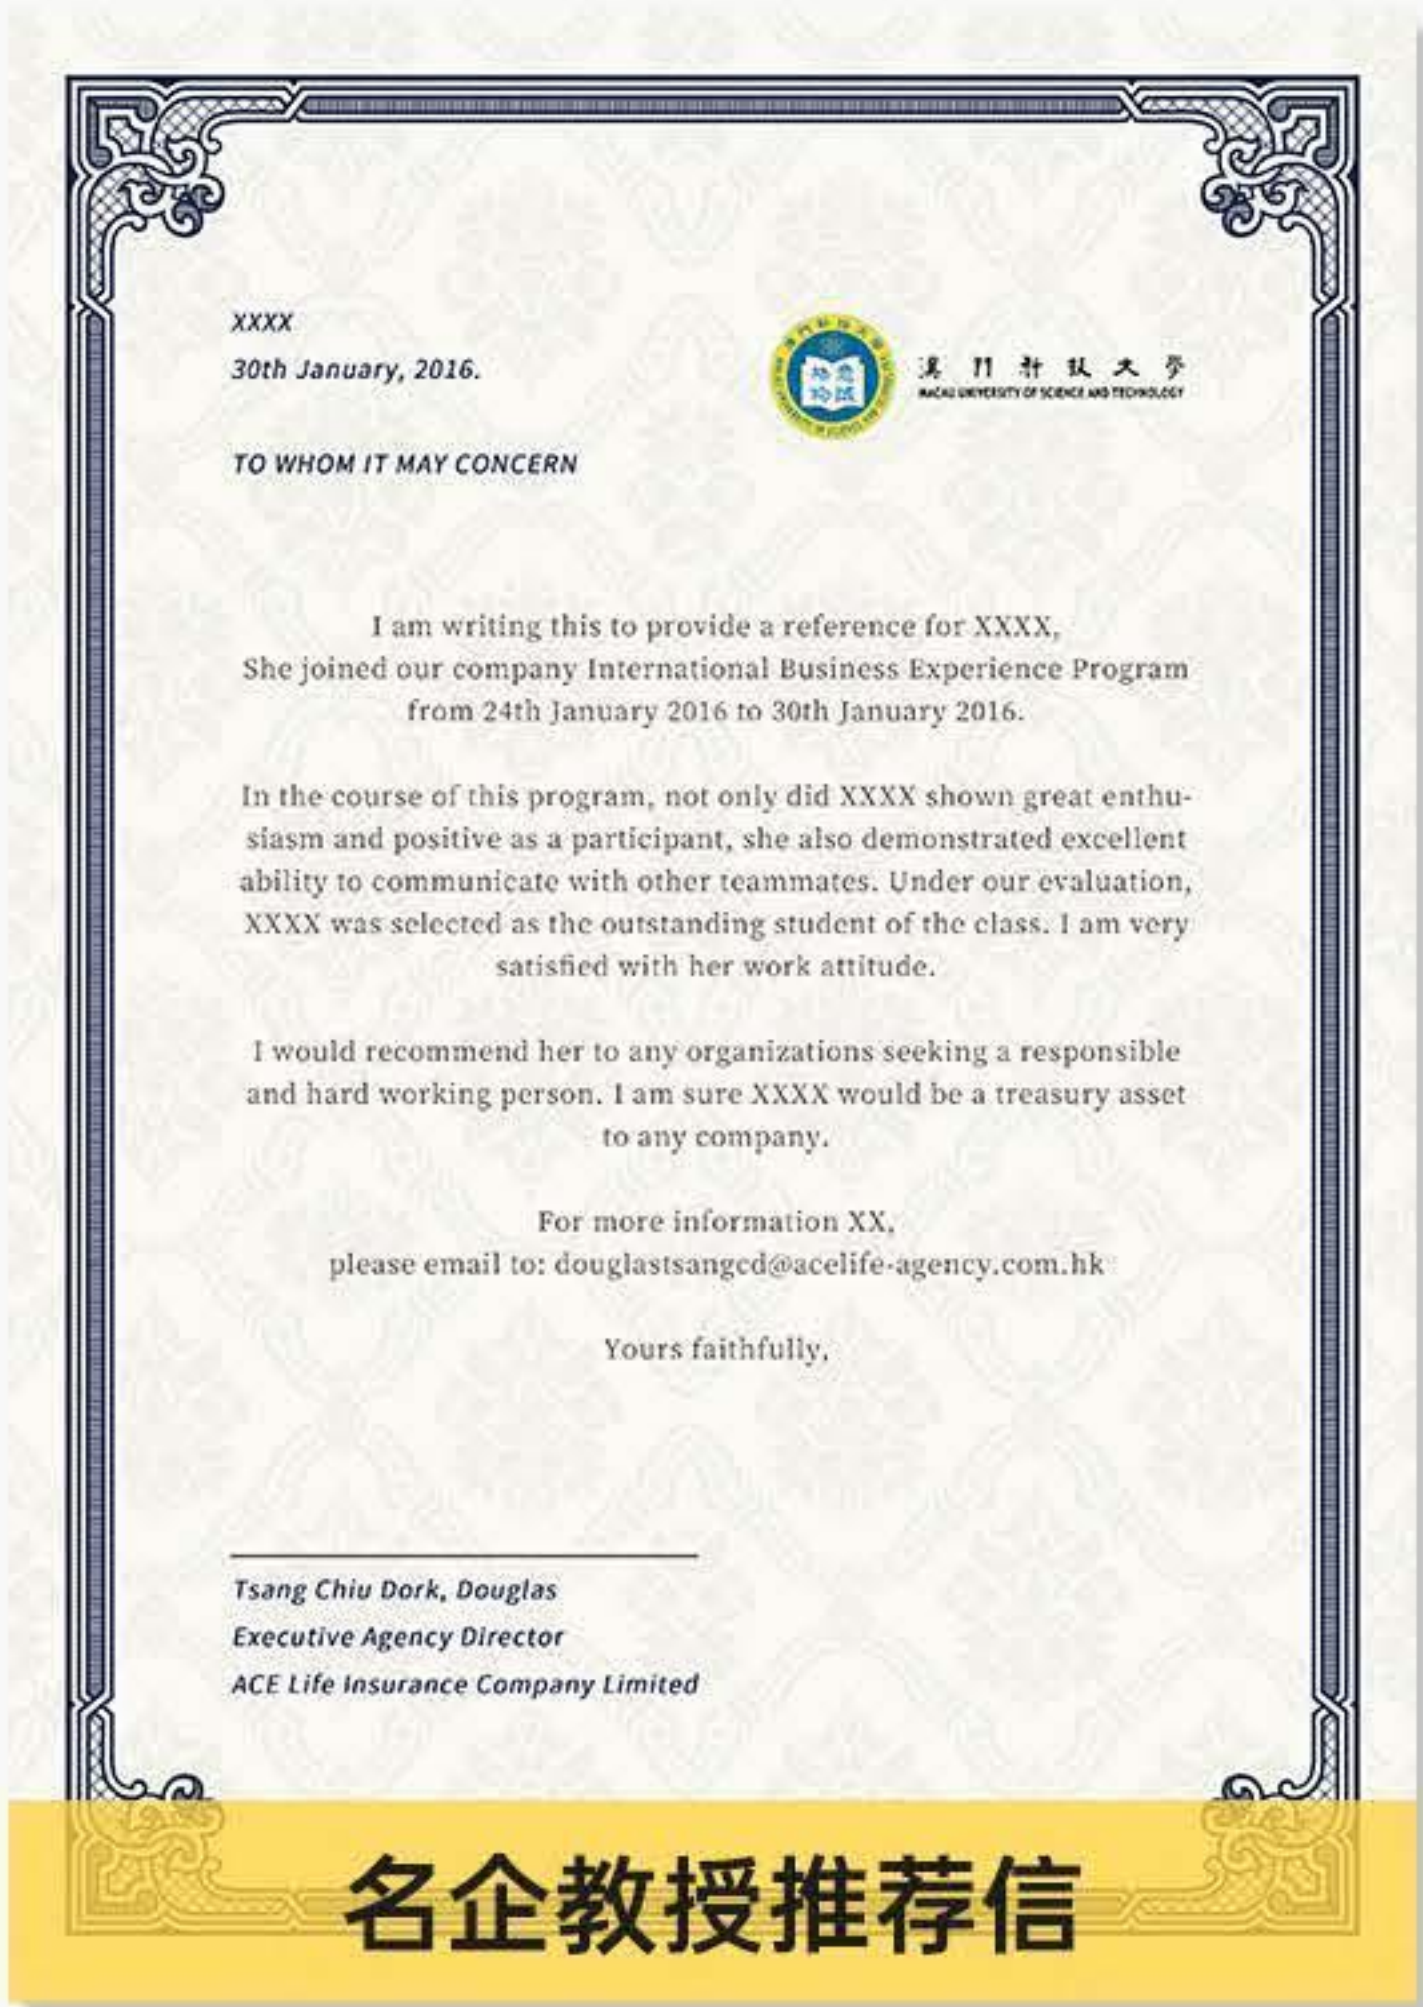 XXXX
30th January, 2016.
澳門科技大學
MACAU UNIVERSITY OF SCIENCE AND TECHNOLOGY
TO WHOM IT MAY CONCERN
I am writing this to provide a reference for XXXX,
She joined our company International Business Experience Program
from 24th January 2016 to 30th January 2016.
In the course of this program, not only did XXXX shown great enthu-
siasm and positive as a participant, she also demonstrated excellent
ability to communicate with other teammates. Under our evaluation,
XXXX was selected as the outstanding student of the class. I am very
satisfied with her work attitude.
I would recommend her to any organizations seeking a responsible
and hard working person. I am sure XXXX would be a treasury asset
to any company.
For more information XX,
please email to: douglastsangcd@acelife-agency.com.hk
Yours faithfully,
Tsang Chiu Dork, Douglas
Executive Agency Director
ACE Life Insurance Company Limited
名企教授推荐信